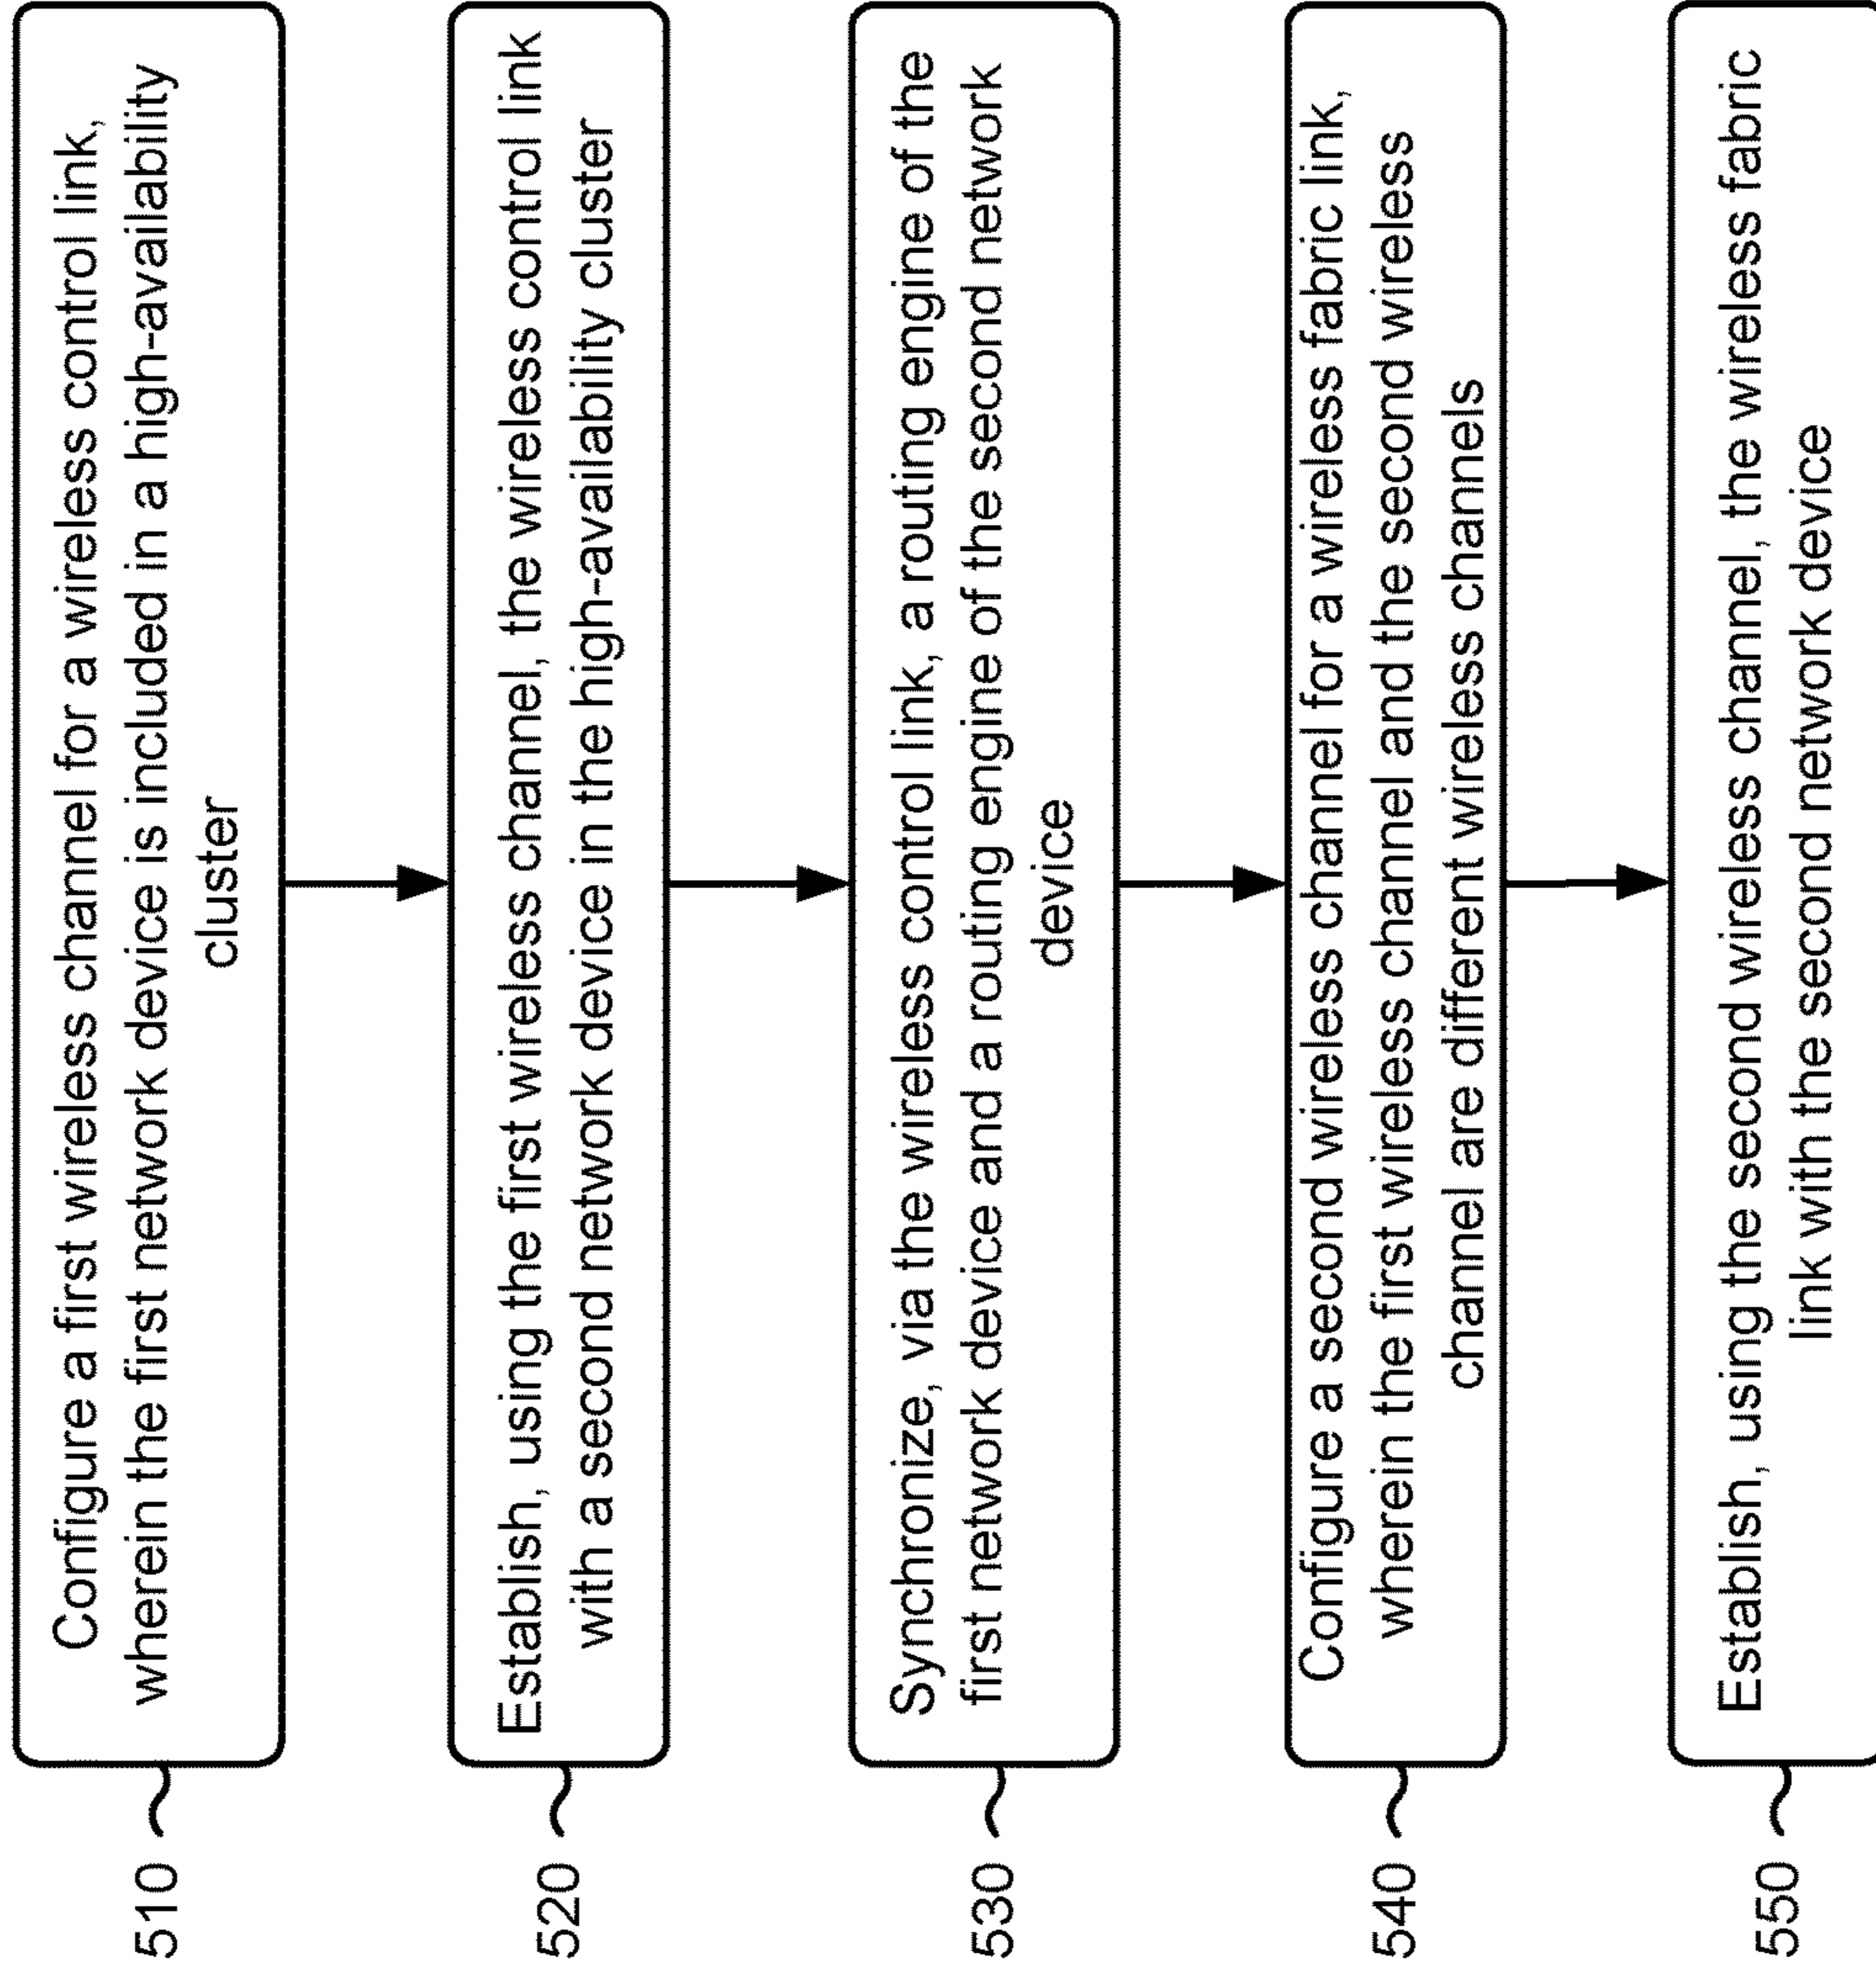 510
Configure a first wireless channel for a wireless control link,
wherein the first network device is included in a high-availability
cluster
520
Establish, using the first wireless channel, the wireless control link
with a second network device in the high-availability cluster
530
Synchronize, via the wireless control link, a routing engine of the
first network device and a routing engine of the second network
device
540
Configure a second wireless channel for a wireless fabric link,
wherein the first wireless channel and the second wireless
channel are different wireless channels
550
Establish, using the second wireless channel, the wireless fabric
link with the second network device